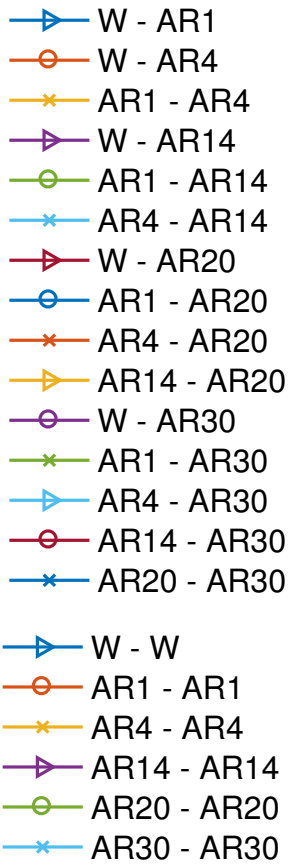 W - AR1
W - AR4
AR1 - AR4
W - AR14
AR1 - AR14
AR4 - AR14
W - AR20
AR1 - AR20
AR4 - AR20
AR14 - AR20
W - AR30
AR1 - AR30
AR4 - AR30
AR14 - AR30
AR20 - AR30
W - W
AR1 - AR1
AR4 - AR4
AR14 - AR14
AR20 - AR20
AR30 - AR30